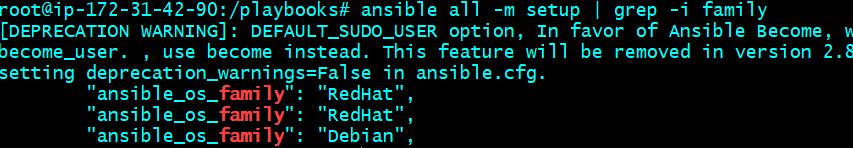 root@ip-172-31-42-90:/playbooks# ansible all -m setup | grep -i family
[DEPRECATION WARNING]: DEFAULT_SUDO_USER option, In favor of Ansible Become, w
become_user. , use become instead. This feature will be removed in version 2.8
setting deprecation_warnings=False in ansible.cfg.
"ansible_os_family": "RedHat",
"ansible_os_family": "RedHat",
"ansible_os_family": "Debian",